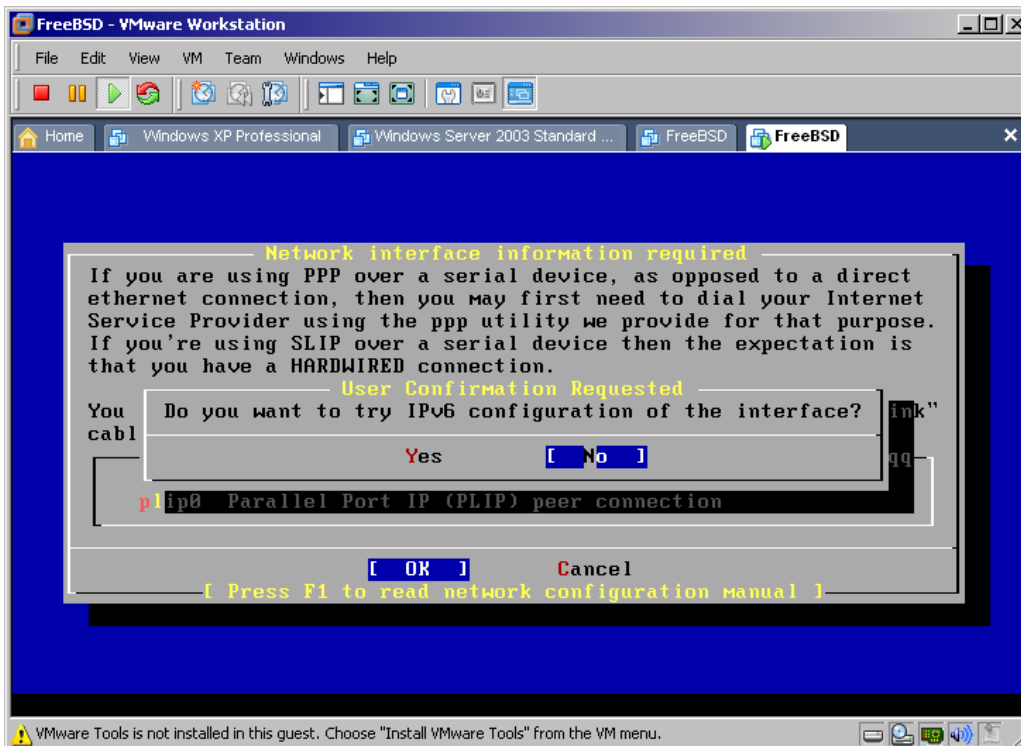 FreeBSD - VMware Workstation
File Edit View VM Team Windows Help
Home Windows XP Professional Windows Server 2003 Standard ... FreeBSD FreeBSD
Network interface information required
If you are using PPP over a serial device, as opposed to a direct
ethernet connection, then you may first need to dial your Internet
Service Provider using the ppp utility we provide for that purpose.
If you're using SLIP over a serial device then the expectation is
that you have a HARDWIRED connection.
User Confirmation Requested
You Do you want to try IPv6 configuration of the interface? ink"
cabl
Yes [ No ] qq
plip0 Parallel Port IP (PLIP) peer connection
[ OK ] Cancel
[ Press F1 to read network configuration manual ]
VMware Tools is not installed in this guest. Choose "Install VMware Tools" from the VM menu.